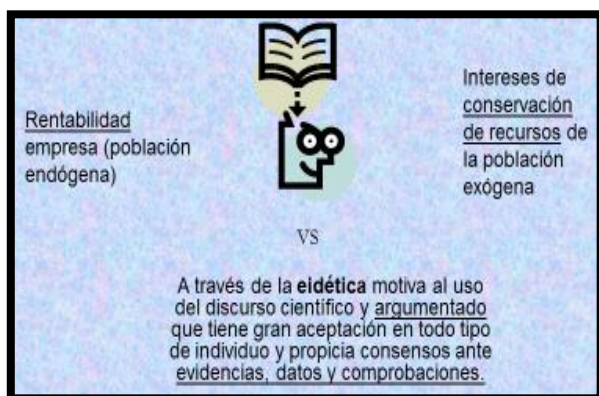 Rentabilidad
empresa (población
endógena)
Intereses de
conservación
de recursos de
la población
exógena
VS
A través de la eidética motiva al uso
del discurso científico y argumentado
que tiene gran aceptación en todo tipo
de individuo y propicia consensos ante
evidencias, datos y comprobaciones.